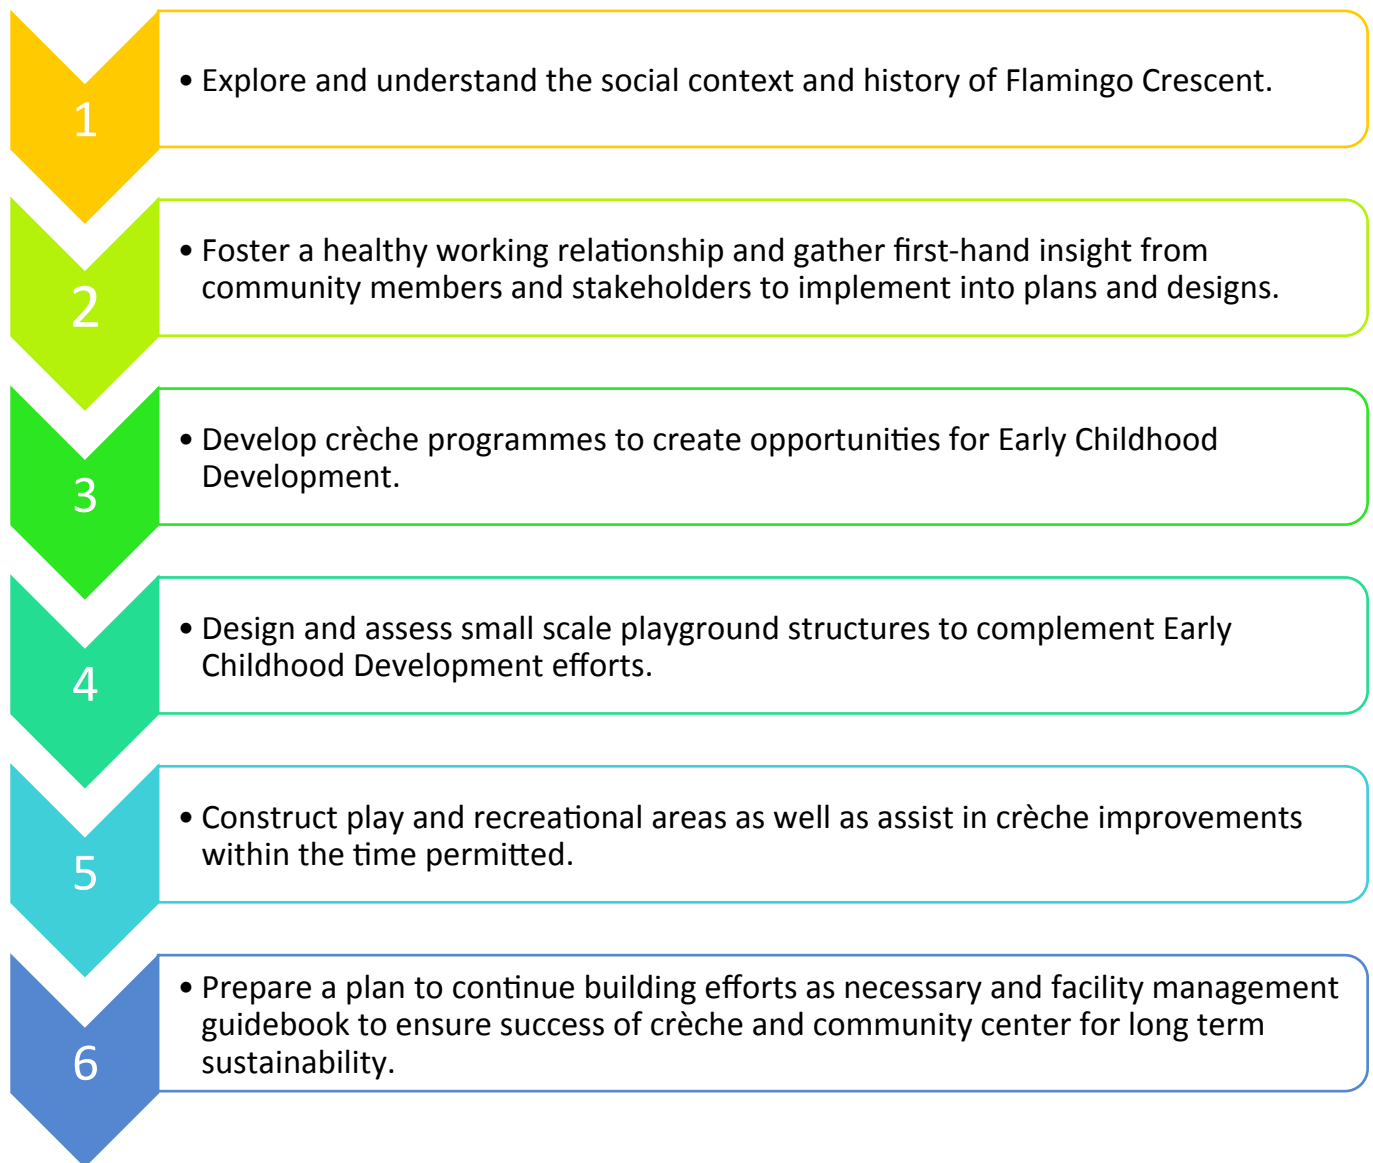 1
• Explore and understand the social context and history of Flamingo Crescent.
2
• Foster a healthy working relationship and gather first-hand insight from
community members and stakeholders to implement into plans and designs.
3
• Develop crèche programmes to create opportunities for Early Childhood
Development.
4
• Design and assess small scale playground structures to complement Early
Childhood Development efforts.
5
• Construct play and recreational areas as well as assist in crèche improvements
within the time permitted.
6
• Prepare a plan to continue building efforts as necessary and facility management
guidebook to ensure success of crèche and community center for long term
sustainability.